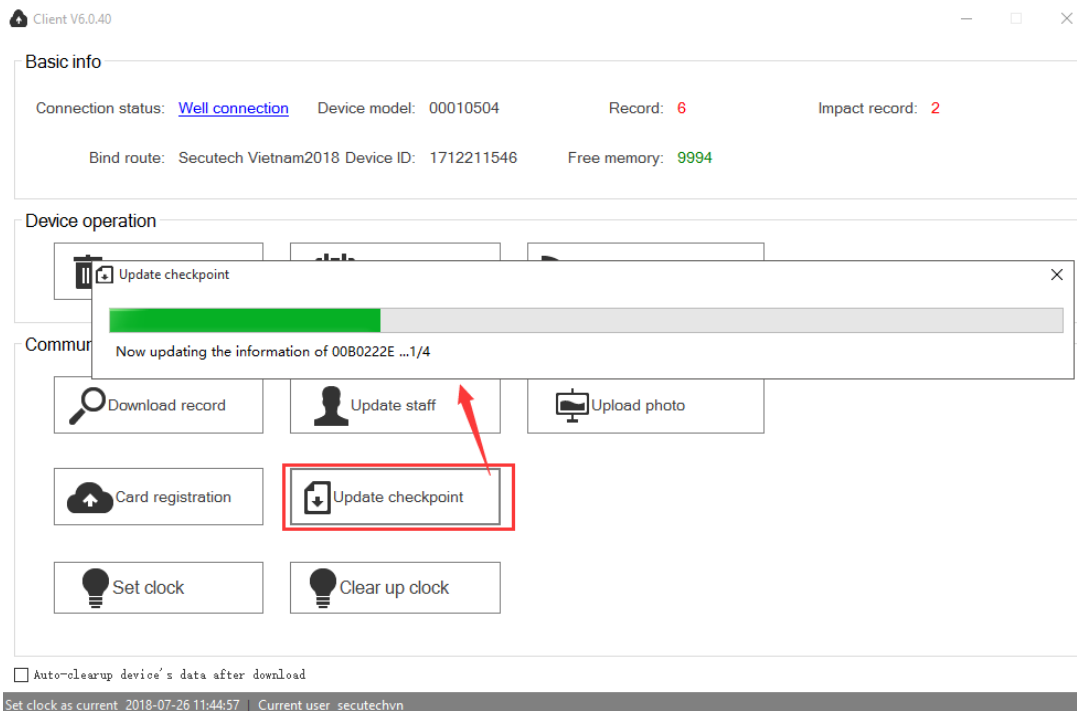 Client V6.0.40
Basic info
Connection status: Well connection Device model: 00010504 Record: 6 Impact record: 2
Bind route: Secutech Vietnam2018 Device ID: 1712211546 Free memory: 9994
Device operation
Update checkpoint
Now updating the information of 00B0222E ...1/4
Commun
Download record Update staff Upload photo
Card registration Update checkpoint
Set clock Clear up clock
Auto-clearup device's data after download
Set clock as current 2018-07-26 11:44:57 | Current user secutechvn